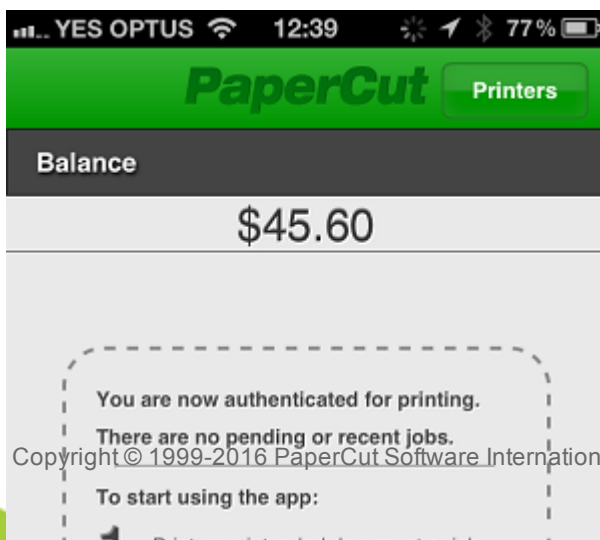 YES OPTUS 12:39 77%
PaperCut Printers
Balance
$45.60
You are now authenticated for printing.
There are no pending or recent jobs.
Copyright © 1999-2016 PaperCut Software Internation
To start using the app:
1